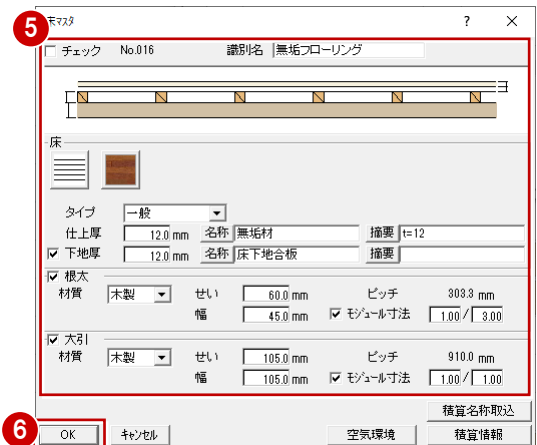 5
床マスタ ? ×
チェック No.016 識別名 無垢フローリング
床
タイプ 一般
仕上厚 12.0 mm 名称 無垢材 摘要 t=12
下地厚 12.0 mm 名称 床下地合板 摘要
根太
材質 木製 せい 60.0 mm ピッチ 303.3 mm
幅 45.0 mm モジュール寸法 1.00 / 3.00
大引
材質 木製 せい 105.0 mm ピッチ 910.0 mm
幅 105.0 mm モジュール寸法 1.00 / 1.00
積算名称取込
6 OK キャンセル 空気環境 積算情報